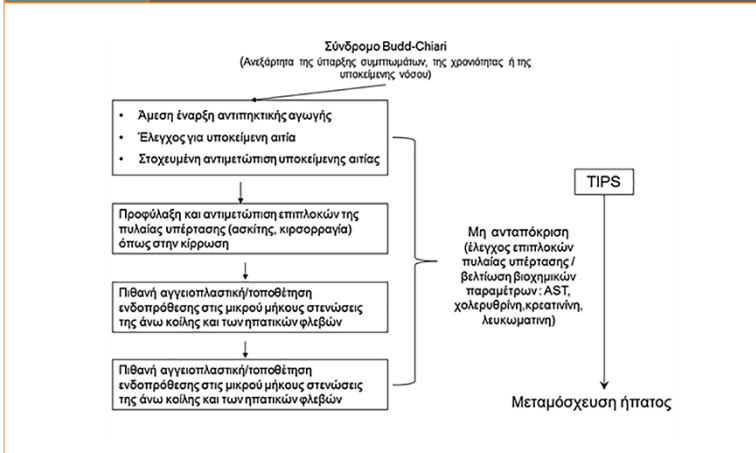 Σύνδρομο Budd-Chiari
(Ανεξάρτητα της ύπαρξης συμπτωμάτων, της χρονιότητας ή της
υποκείμενης νόσου)
• Άμεση έναρξη αντιπηκτικής αγωγής
• Έλεγχος για υποκείμενη αιτία
• Στοχευμένη αντιμετώπιση υποκείμενης αιτίας
Προφύλαξη και αντιμετώπιση επιπλοκών της
πυλαίας υπέρτασης (ασκίτης, κιρσορραγία)
όπως στην κίρρωση
Πιθανή αγγειοπλαστική/τοποθέτηση
ενδοπρόθεσης στις μικρού μήκους στενώσεις
της άνω κοίλης και των ηπατικών φλεβών
Πιθανή αγγειοπλαστική/τοποθέτηση
ενδοπρόθεσης στις μικρού μήκους στενώσεις
της άνω κοίλης και των ηπατικών φλεβών
Μη ανταπόκριση
(έλεγχος επιπλοκών
πυλαίας υπέρτασης /
βελτίωση βιοχημικών
παραμέτρων : AST,
χολερυθρίνη,κρεατινίνη,
λευκωματινη)
TIPS
Μεταμόσχευση ήπατος